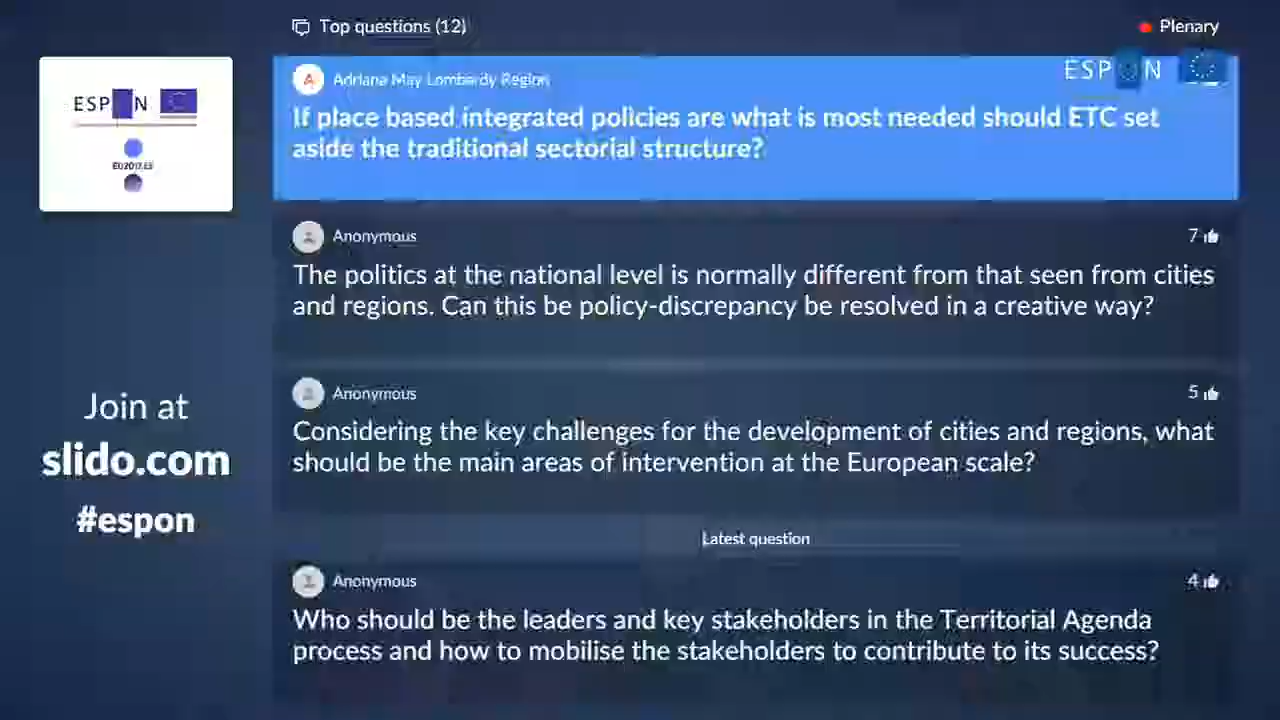 Top questions (12)
Plenary
ESPON
ESPON
EU2017.EE
A
Adriana May Lombardy Region
If place based integrated policies are what is most needed should ETC set
aside the traditional sectorial structure?
Anonymous
7
The politics at the national level is normally different from that seen from cities
and regions. Can this be policy-discrepancy be resolved in a creative way?
Anonymous
5
Considering the key challenges for the development of cities and regions, what
should be the main areas of intervention at the European scale?
Join at
slido.com
#espon
Latest question
Anonymous
4
Who should be the leaders and key stakeholders in the Territorial Agenda
process and how to mobilise the stakeholders to contribute to its success?